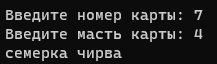 Введите номер карты: 7
Введите масть карты: 4
семерка чирва